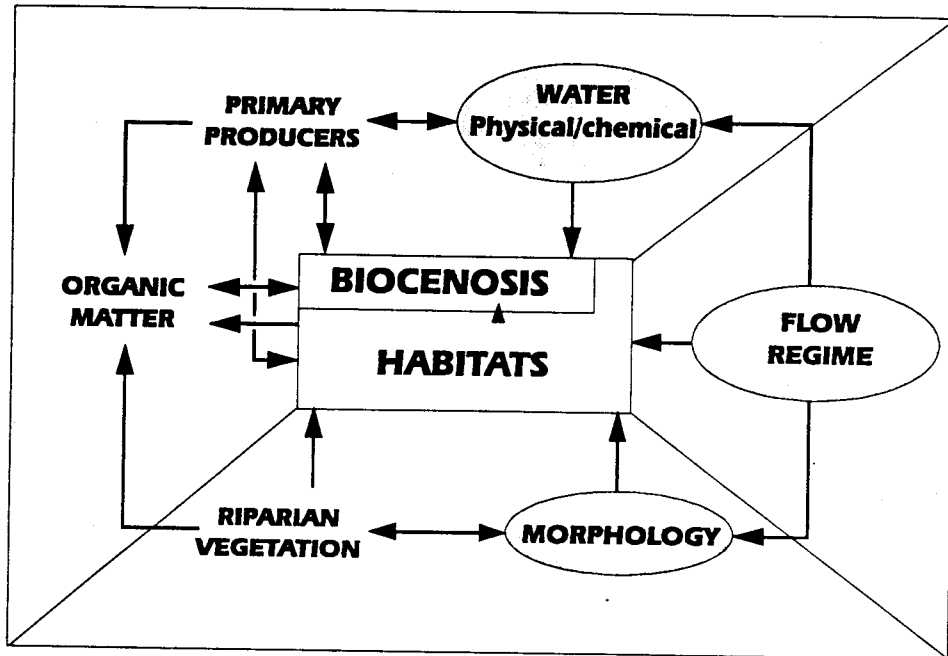 PRIMARY
PRODUCERS
WATER
Physical/chemical
ORGANIC
MATTER
BIOCENOSIS
HABITATS
FLOW
REGIME
RIPARIAN
VEGETATION
MORPHOLOGY